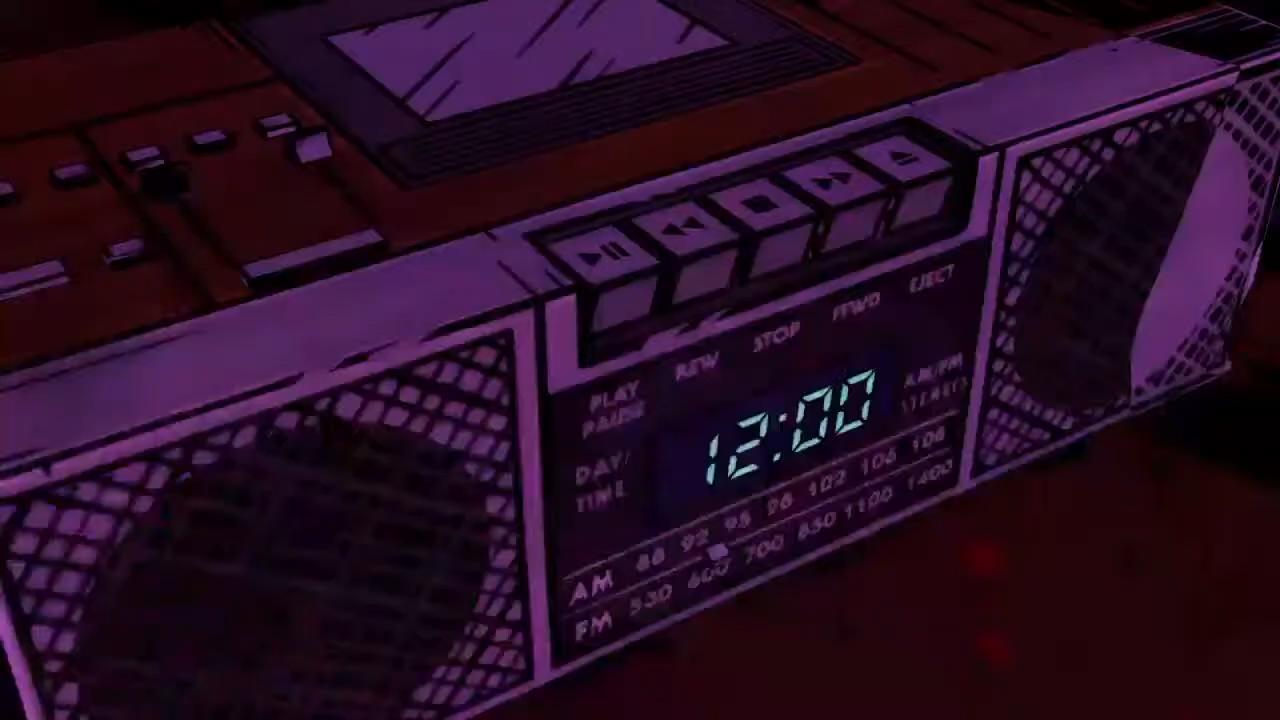 PLAY REW STOP FFWD EJECT
PAUSE
DAY/
TIME
12:00
AM/FM
STEREO
AM 88 92 95 98 102 106 108
FM 530 600 700 850 1100 1400